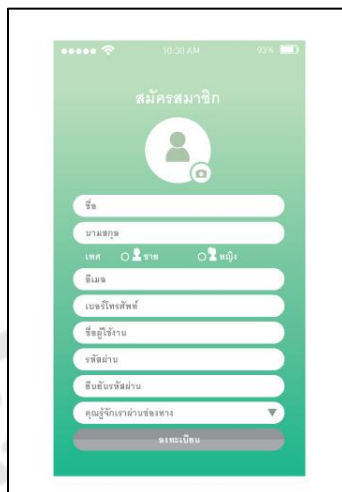 10:30 AM 93%
สมัครสมาชิก
ชื่อ
นามสกุล
เพศ ชาย หญิง
อีเมล
เบอร์โทรศัพท์
ชื่อผู้ใช้งาน
รหัสผ่าน
ยืนยันรหัสผ่าน
คุณรู้จักเราผ่านช่องทาง
ลงทะเบียน